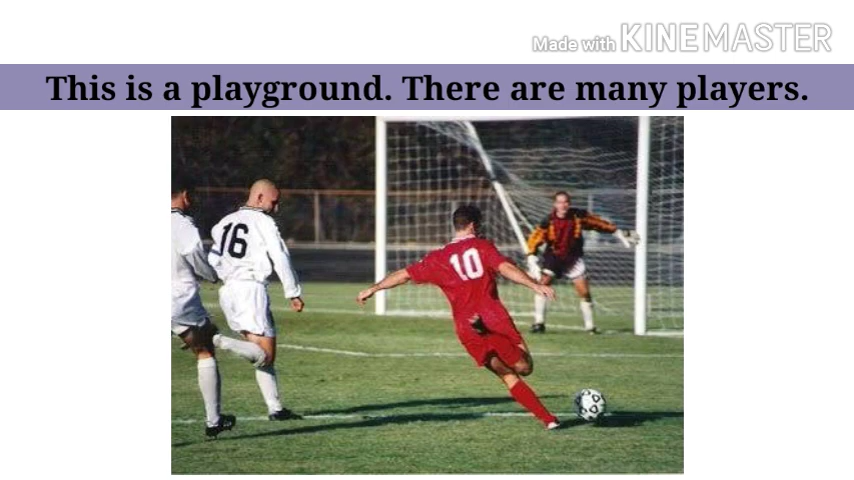 Made with KINEMASTER
This is a playground. There are many players.
16
10